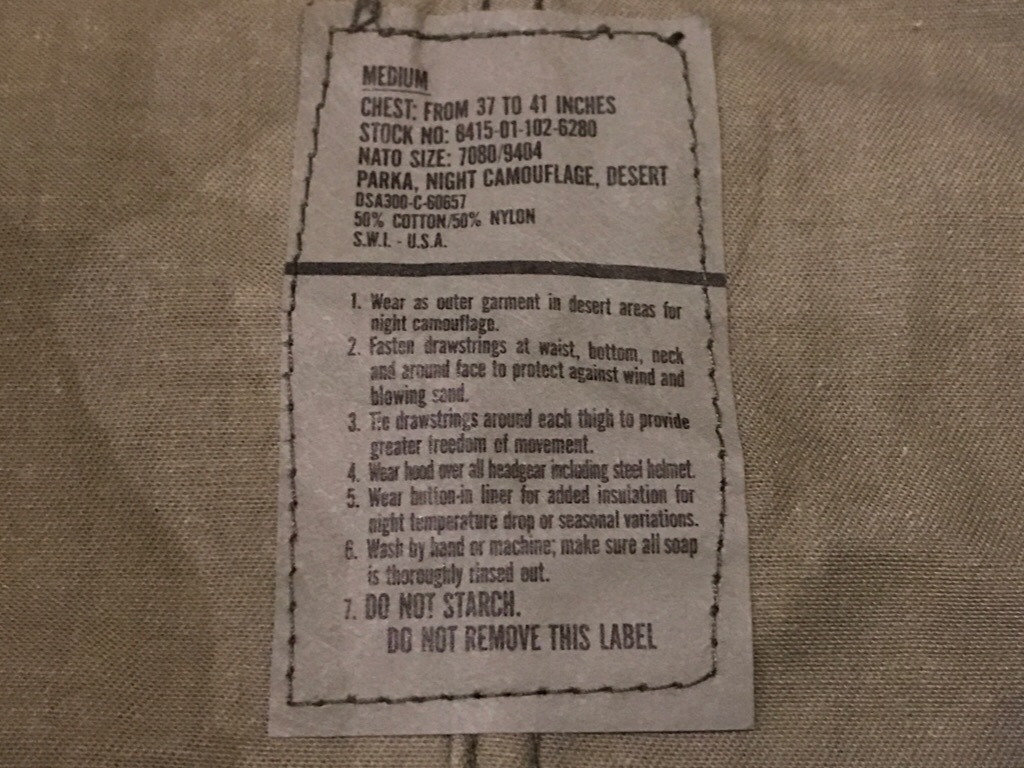 MEDIUM
CHEST: FROM 37 TO 41 INCHES
STOCK NO: 8415-01-102-6280
NATO SIZE: 7080/9404
PARKA, NIGHT CAMOUFLAGE, DESERT
DSA300-C-60657
50% COTTON/50% NYLON
S.W.I. - U.S.A.
1. Wear as outer garment in desert areas for
night camouflage.
2. Fasten drawstrings at waist, bottom, neck
and around face to protect against wind and
blowing sand.
3. Tie drawstrings around each thigh to provide
greater freedom of movement.
4. Wear hood over all headgear including steel helmet.
5. Wear button-in liner for added insulation for
night temperature drop or seasonal variations.
6. Wash by hand or machine; make sure all soap
is thoroughly rinsed out.
7. DO NOT STARCH.
DO NOT REMOVE THIS LABEL